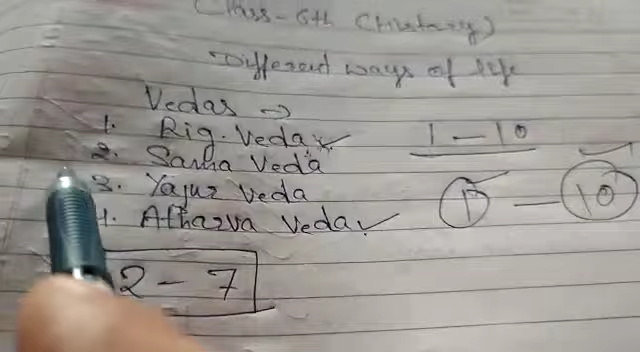 Class-6th (History)
Different ways of life
Vedas →
1. Rig-Veda ✓ 1 - 10
2. Sama Veda
3. Yajur Veda 1 - 10
4. Atharva Veda ✓
2 - 7